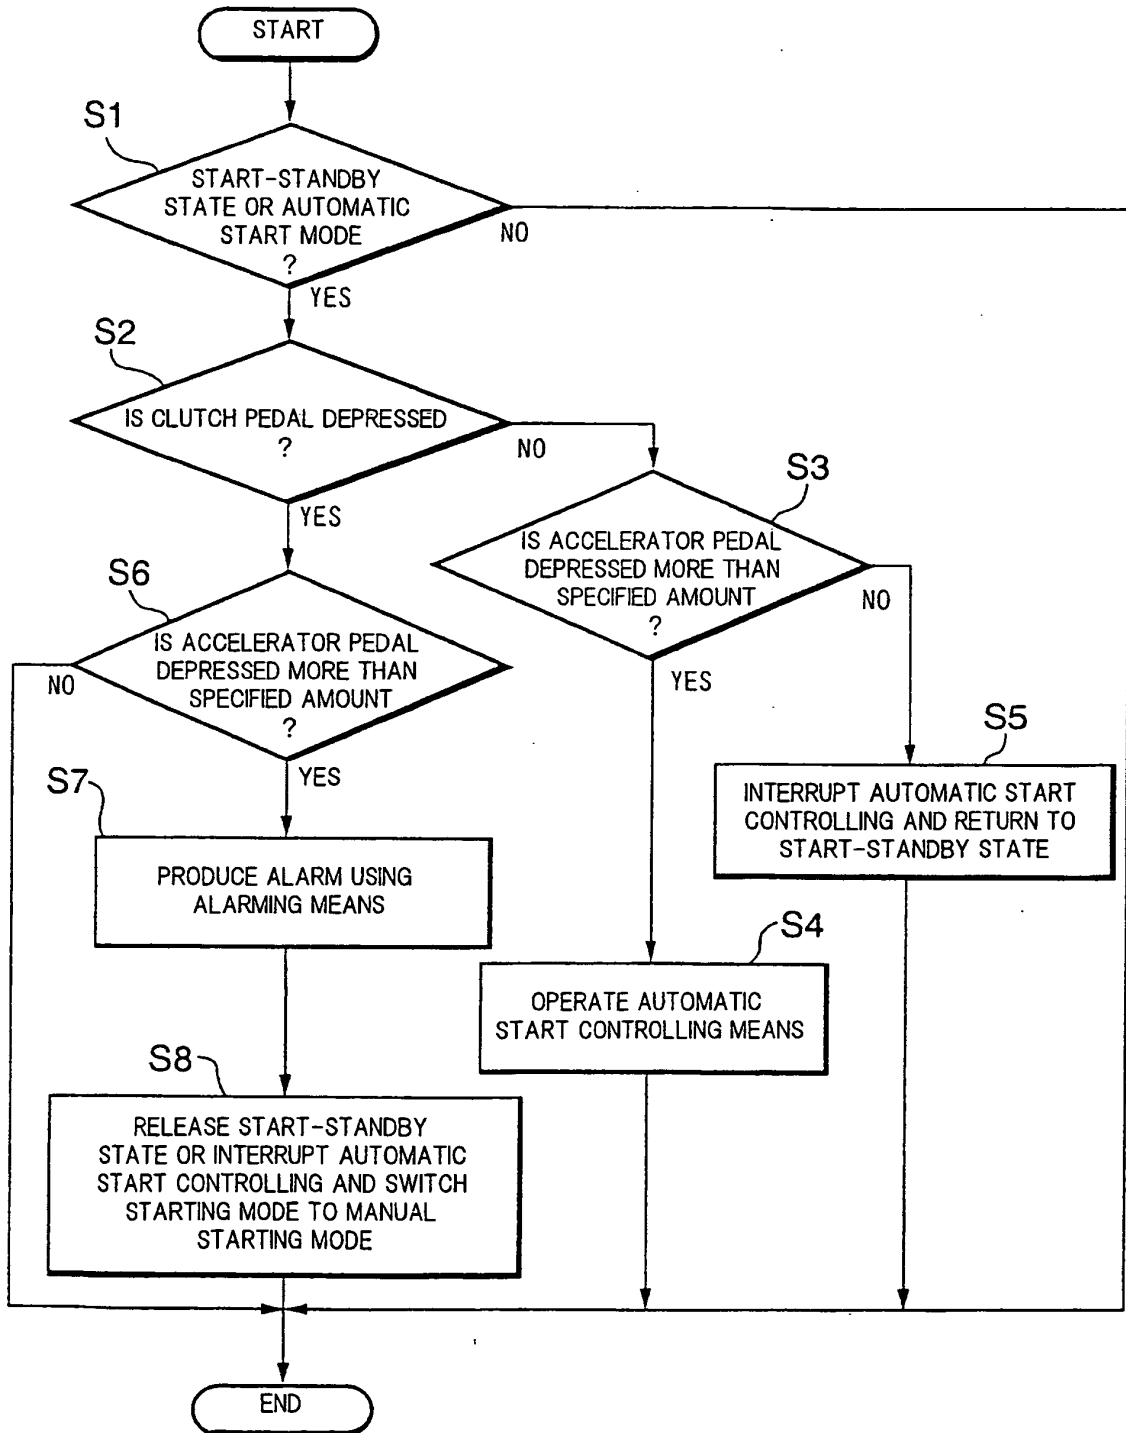 START
S1
START-STANDBY
STATE OR AUTOMATIC
START MODE
?
NO
YES
S2
IS CLUTCH PEDAL DEPRESSED
?
NO
YES
S3
IS ACCELERATOR PEDAL
DEPRESSED MORE THAN
SPECIFIED AMOUNT
?
NO
YES
S6
IS ACCELERATOR PEDAL
DEPRESSED MORE THAN
SPECIFIED AMOUNT
?
NO
YES
S5
INTERRUPT AUTOMATIC START
CONTROLLING AND RETURN TO
START-STANDBY STATE
S7
PRODUCE ALARM USING
ALARMING MEANS
S4
OPERATE AUTOMATIC
START CONTROLLING MEANS
S8
RELEASE START-STANDBY
STATE OR INTERRUPT AUTOMATIC
START CONTROLLING AND SWITCH
STARTING MODE TO MANUAL
STARTING MODE
END